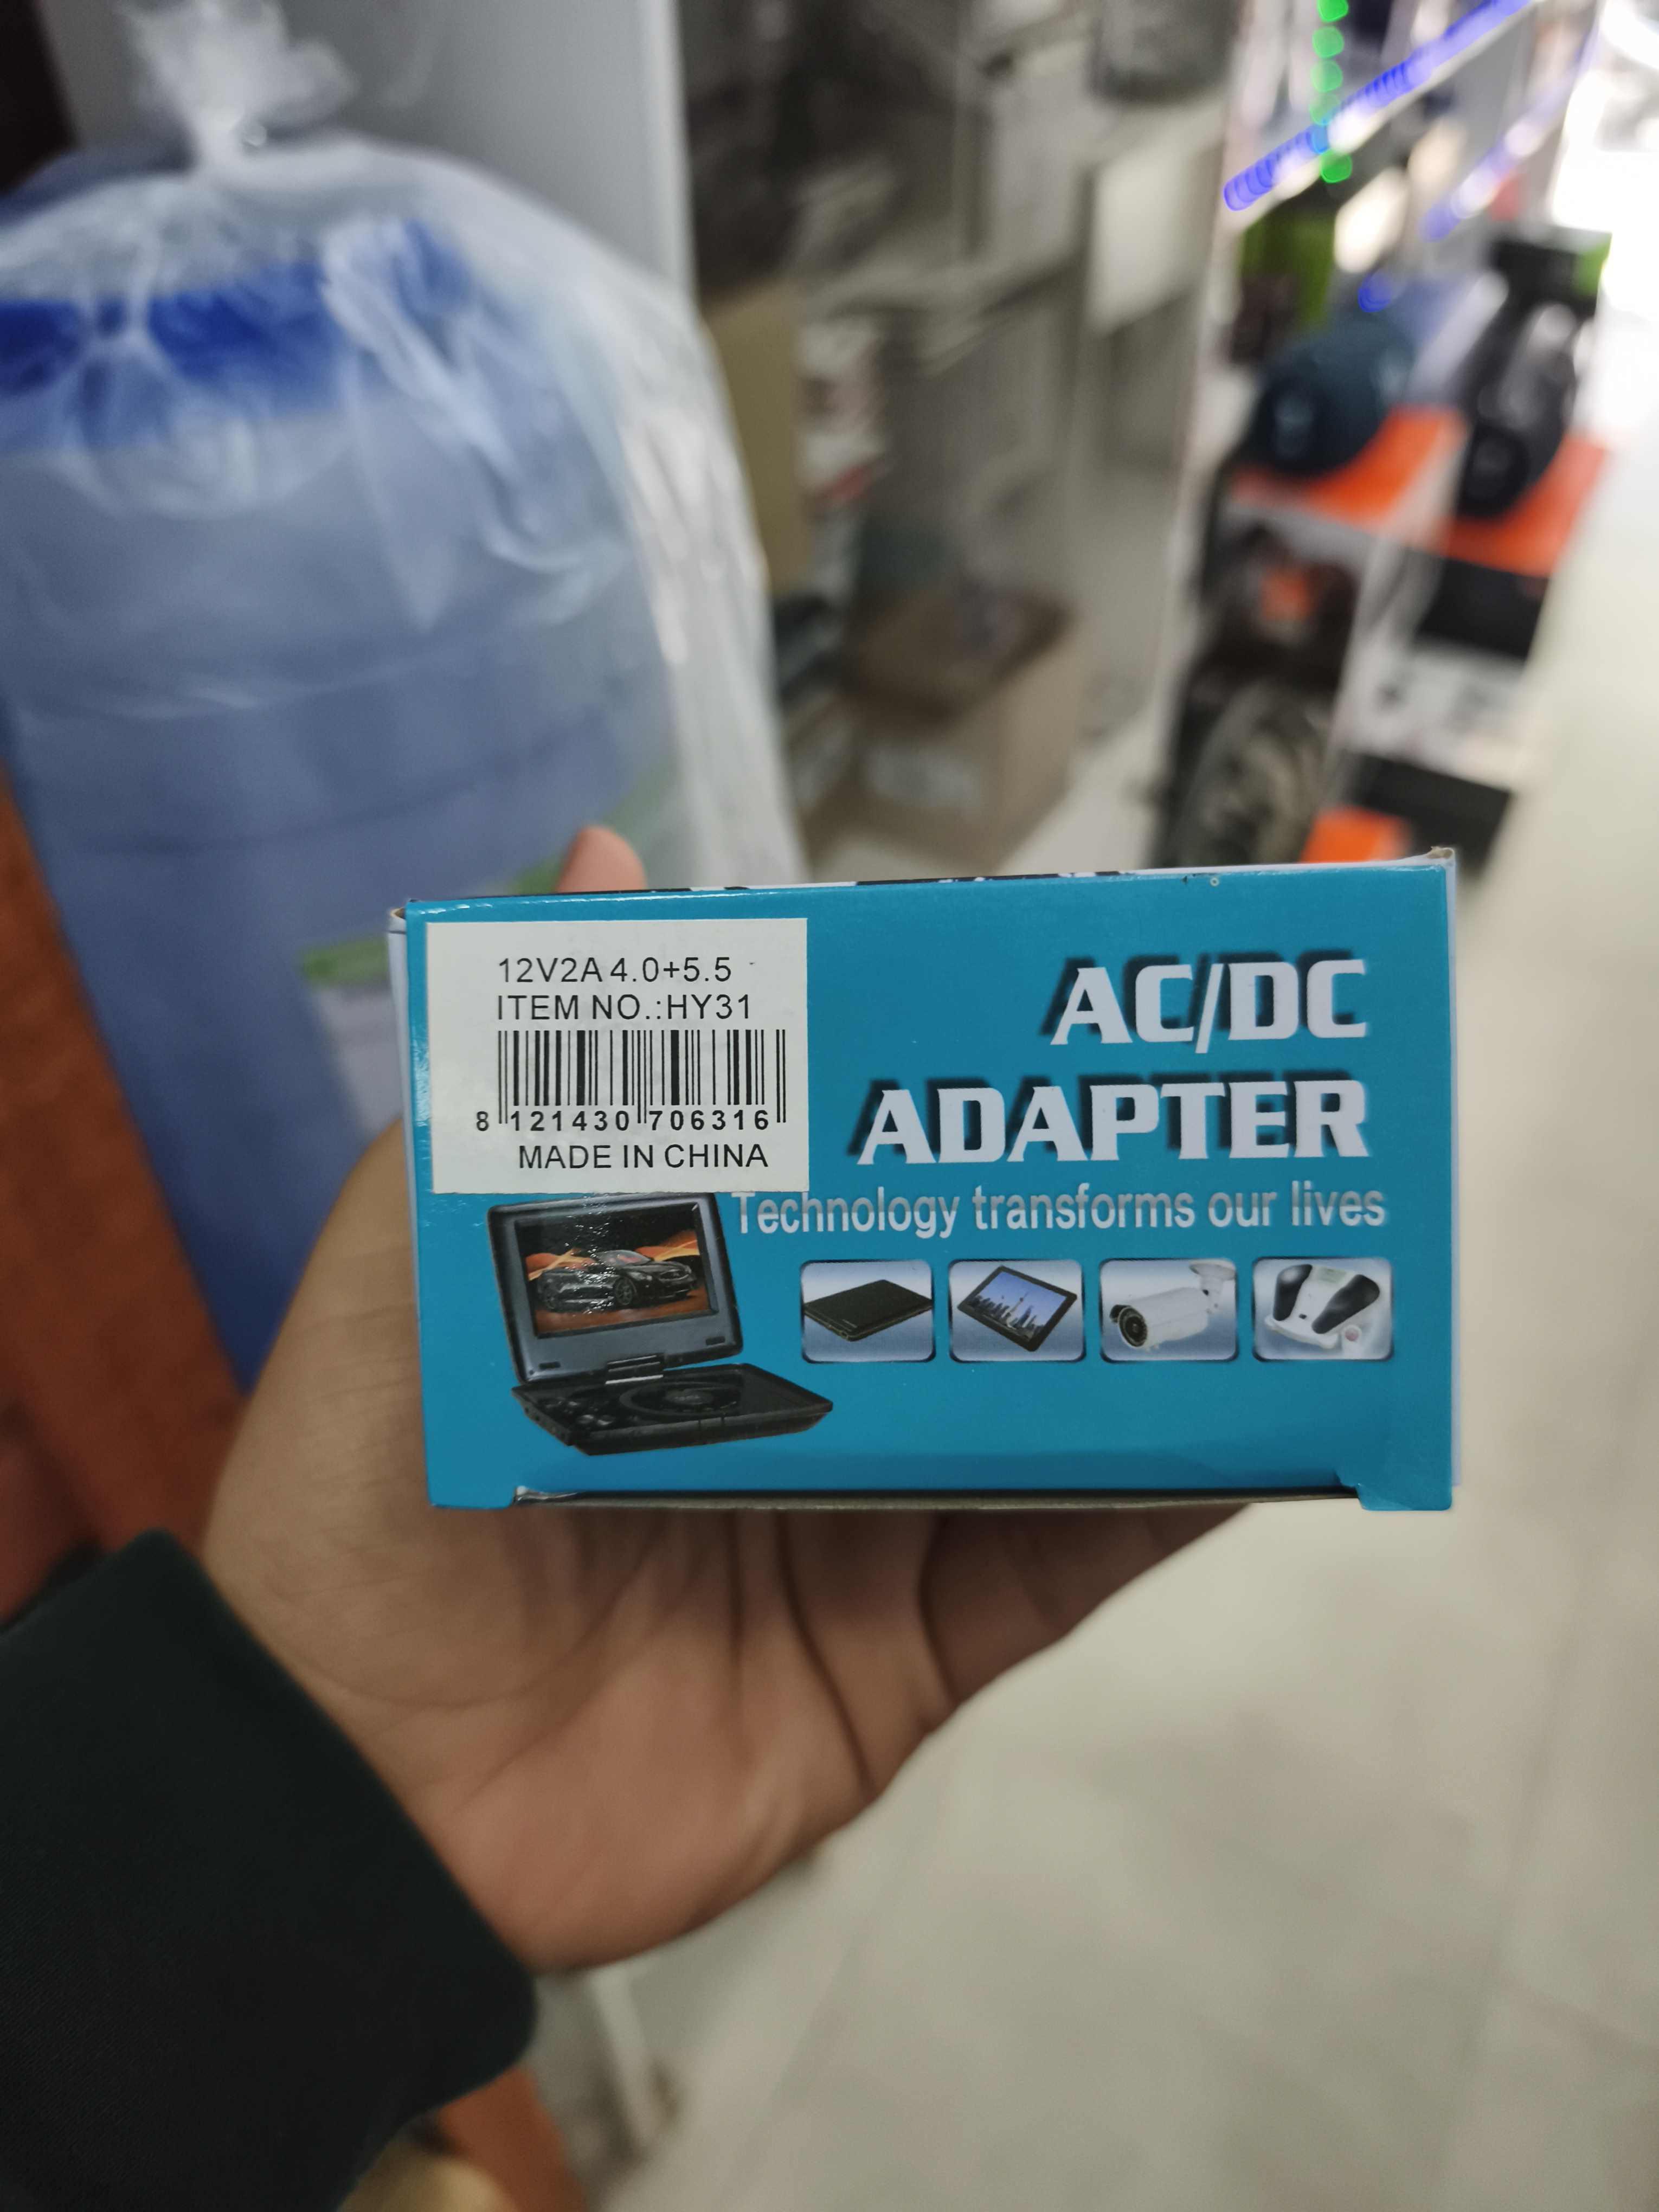 12V2A 4.0+5.5
ITEM NO.:HY31
8 121430 706316
MADE IN CHINA
AC/DC
ADAPTER
Technology transforms our lives